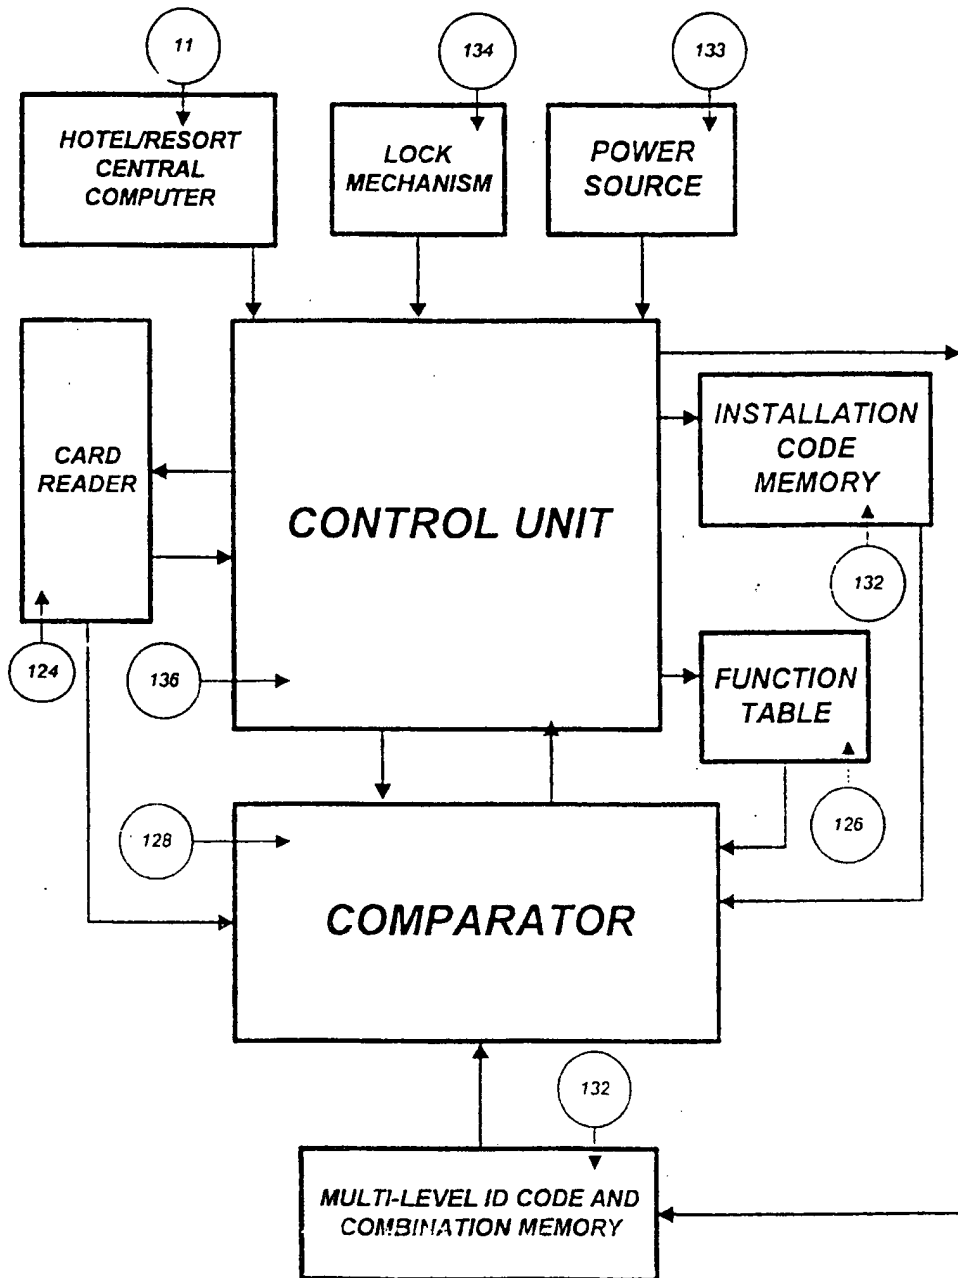 11
134
133
HOTEL/RESORT
CENTRAL
COMPUTER
LOCK
MECHANISM
POWER
SOURCE
CARD
READER
CONTROL UNIT
INSTALLATION
CODE
MEMORY
132
124
136
FUNCTION
TABLE
128
126
COMPARATOR
132
MULTI-LEVEL ID CODE AND
COMBINATION MEMORY